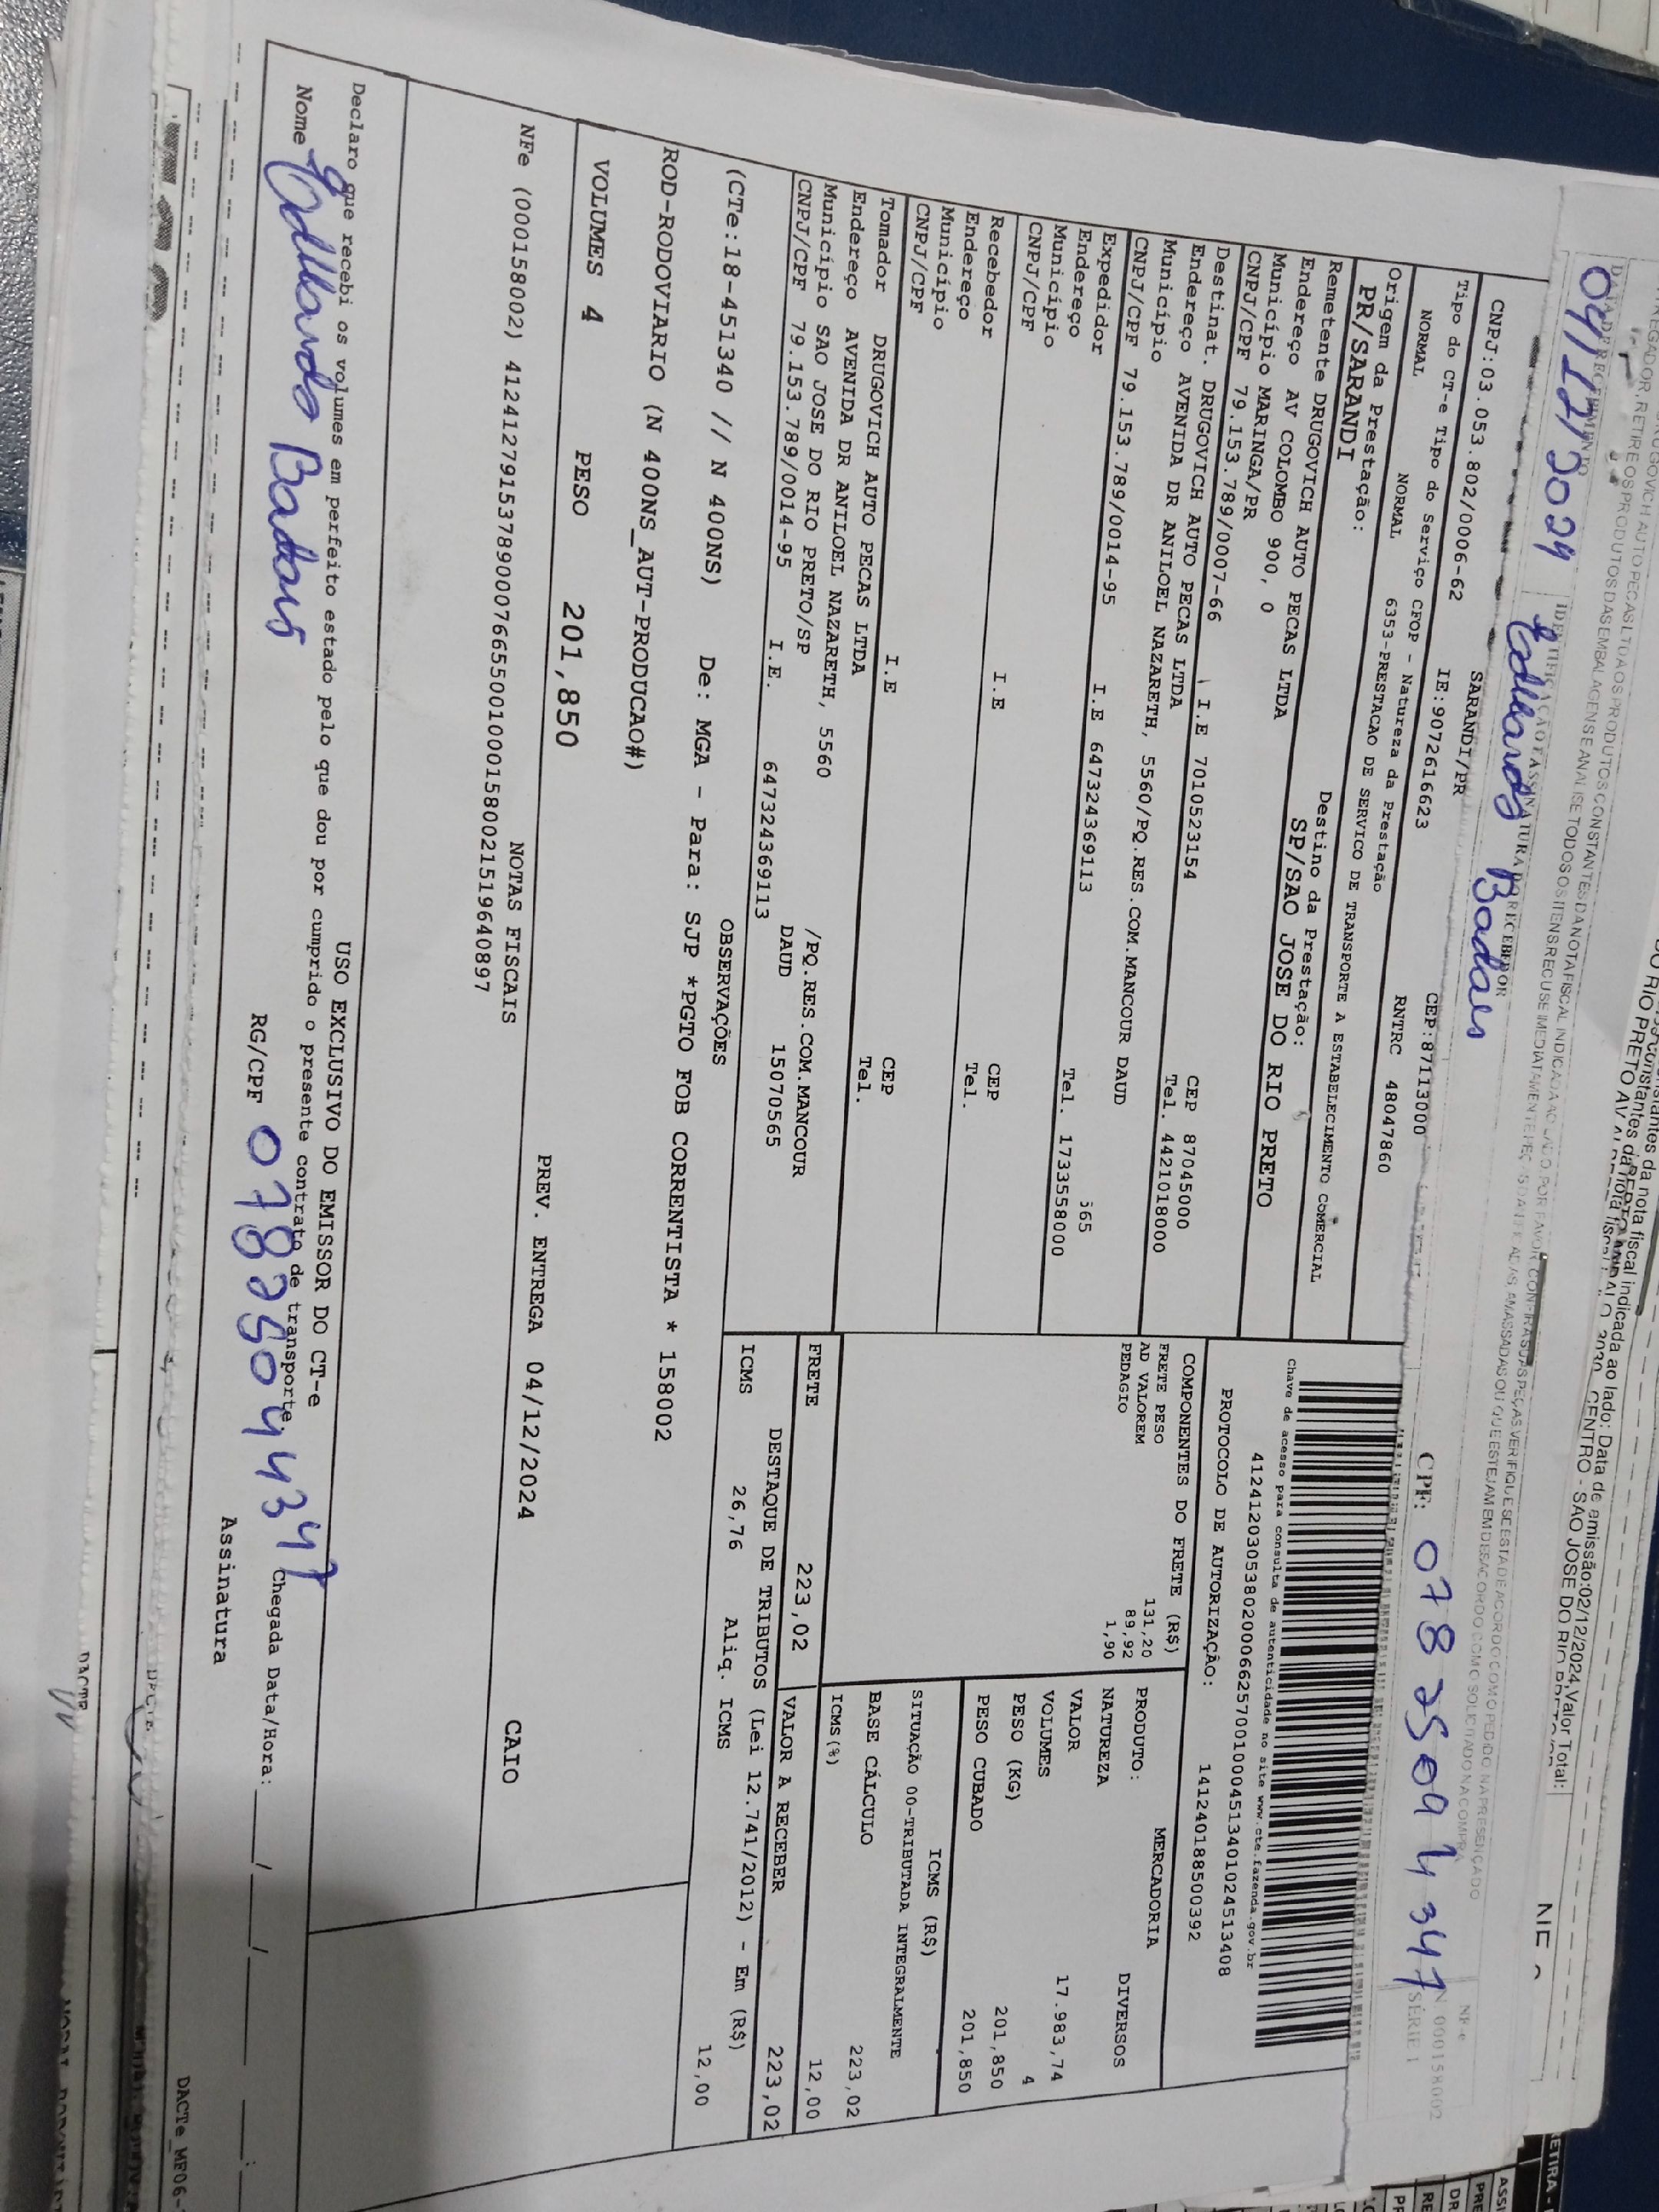 04/12/2024 Edduardo Badaes
CPF: 07825094347
N 000158002
SÉRIE 1
CNPJ:03.053.802/0006-62 SARANDI/PR
IE:9072616623 CEP:87113000
Tipo do CT-e Tipo do Serviço CFOP - Natureza da Prestação RNTRC 48047860
NORMAL NORMAL 6353-PRESTACAO DE SERVICO DE TRANSPORTE A ESTABELECIMENTO COMERCIAL
Origem da Prestação: Destino da Prestação:
PR/SARANDI SP/SAO JOSE DO RIO PRETO
Chave de acesso para consulta de autenticidade no site www.cte.fazenda.gov.br
41241203053802000662570010004513401024513408
PROTOCOLO DE AUTORIZAÇÃO: 141240188500392
Remetente DRUGOVICH AUTO PECAS LTDA
Endereço AV COLOMBO 900, 0
Município MARINGA/PR CEP 87045000
CNPJ/CPF 79.153.789/0007-66 I.E 7010523154 Tel. 4421018000
Destinat. DRUGOVICH AUTO PECAS LTDA
Endereço AVENIDA DR ANILOEL NAZARETH, 5560/PQ.RES.COM.MANCOUR DAUD
Município 565
CNPJ/CPF 79.153.789/0014-95 I.E 647324369113 Tel. 1733558000
Expedidor
Endereço
Município CEP
CNPJ/CPF I.E Tel.
Recebedor
Endereço
Município CEP
CNPJ/CPF I.E Tel.
Tomador DRUGOVICH AUTO PECAS LTDA
Endereço AVENIDA DR ANILOEL NAZARETH, 5560 /PQ.RES.COM.MANCOUR
DAUD
Município SAO JOSE DO RIO PRETO/SP 15070565
CNPJ/CPF 79.153.789/0014-95 I.E. 647324369113
COMPONENTES DO FRETE (R$)
FRETE PESO 131,20
AD VALOREM 89,92
PEDAGIO 1,90
FRETE 223,02
MERCADORIA
PRODUTO: DIVERSOS
NATUREZA
VALOR 17.983,74
VOLUMES 4
PESO (KG) 201,850
PESO CUBADO 201,850
ICMS (R$)
SITUAÇÃO 00-TRIBUTADA INTEGRALMENTE
BASE CÁLCULO 223,02
ICMS(%) 12,00
VALOR A RECEBER 223,02
DESTAQUE DE TRIBUTOS (Lei 12.741/2012) - Em (R$)
ICMS 26,76 Aliq. ICMS 12,00
OBSERVAÇÕES
(CTe:18-451340 // N 400NS) De: MGA - Para: SJP *PGTO FOB CORRENTISTA * 158002
ROD-RODOVIARIO (N 400NS_AUT-PRODUCAO#)
VOLUMES 4 PESO 201,850 PREV. ENTREGA 04/12/2024 CAIO
NOTAS FISCAIS
NFe (000158002) 41241279153789000766550010001580021519640897
USO EXCLUSIVO DO EMISSOR DO CT-e
Declaro que recebi os volumes em perfeito estado pelo que dou por cumprido o presente contrato de transporte.
Nome Edduardo Badaes RG/CPF 07825094347 Chegada Data/Hora: ___/___/___ ___:
Assinatura
DACTe_MF06-
DACTE